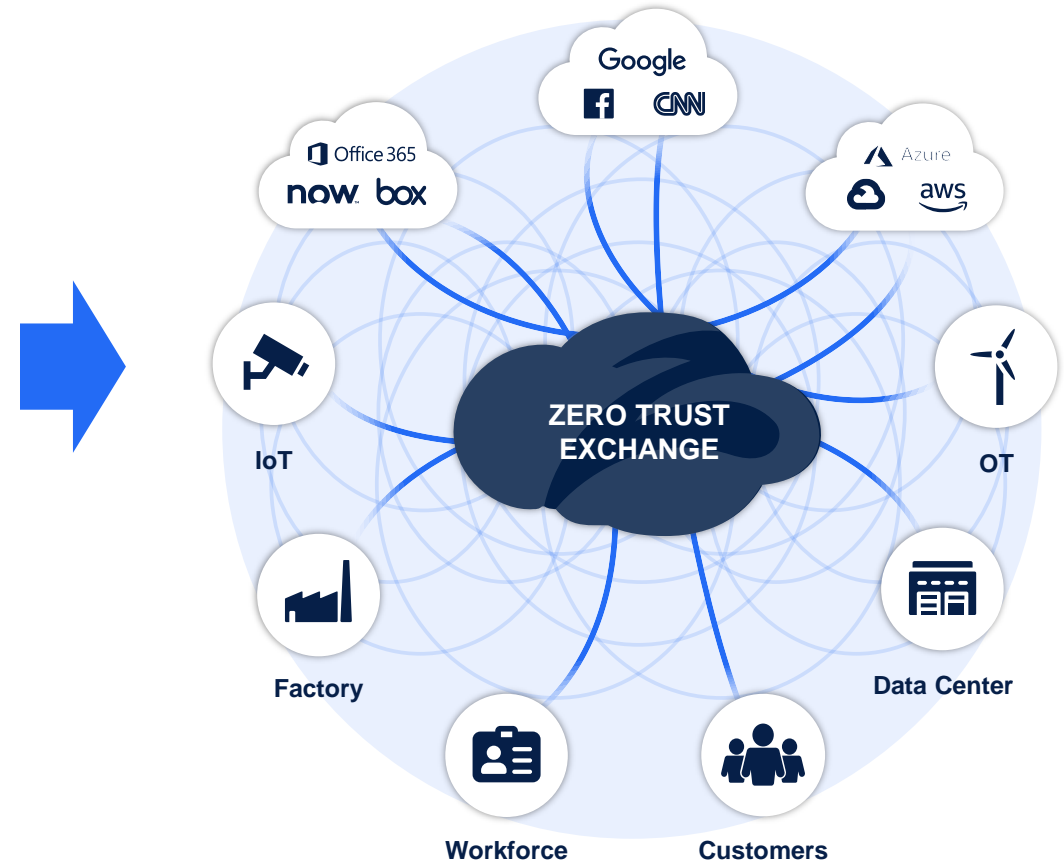 Google
CNN
Office 365
now
box
Azure
aws
ZERO TRUST
EXCHANGE
IoT
OT
Factory
Data Center
Workforce
Customers